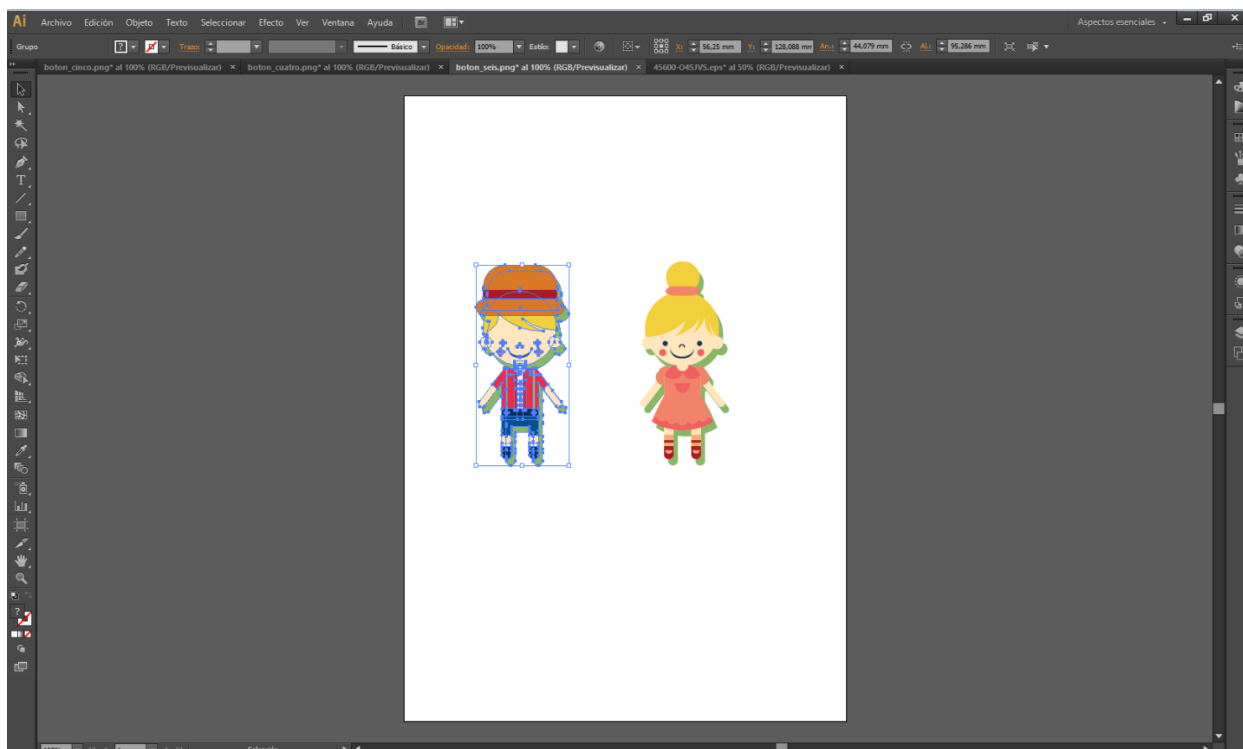 Ai Archivo Edición Objeto Texto Seleccionar Efecto Ver Ventana Ayuda Br Aspectos esenciales
Grupo ? Trazo: Básico Opacidad: 100% Estilo: X: 56,25 mm Y: 128,088 mm An.: 44,079 mm Al.: 95,286 mm
boton_cinco.png* al 100% (RGB/Previsualizar) × boton_cuatro.png* al 100% (RGB/Previsualizar) × boton_seis.png* al 100% (RGB/Previsualizar) × 45600-O4SJV5.eps* al 50% (RGB/Previsualizar) ×
T
?
100% Selección